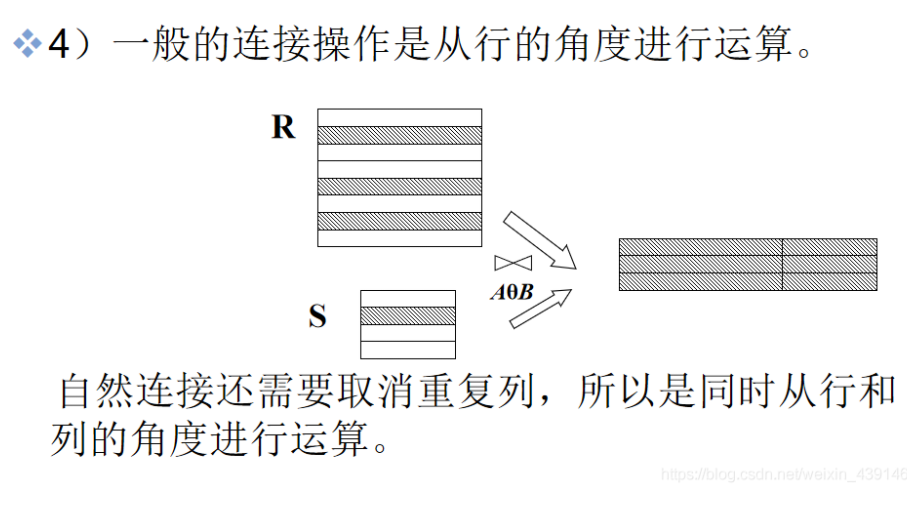 4）一般的连接操作是从行的角度进行运算。
R
AθB
S
自然连接还需要取消重复列，所以是同时从行和
列的角度进行运算。
https://blog.csdn.net/weixin_439146